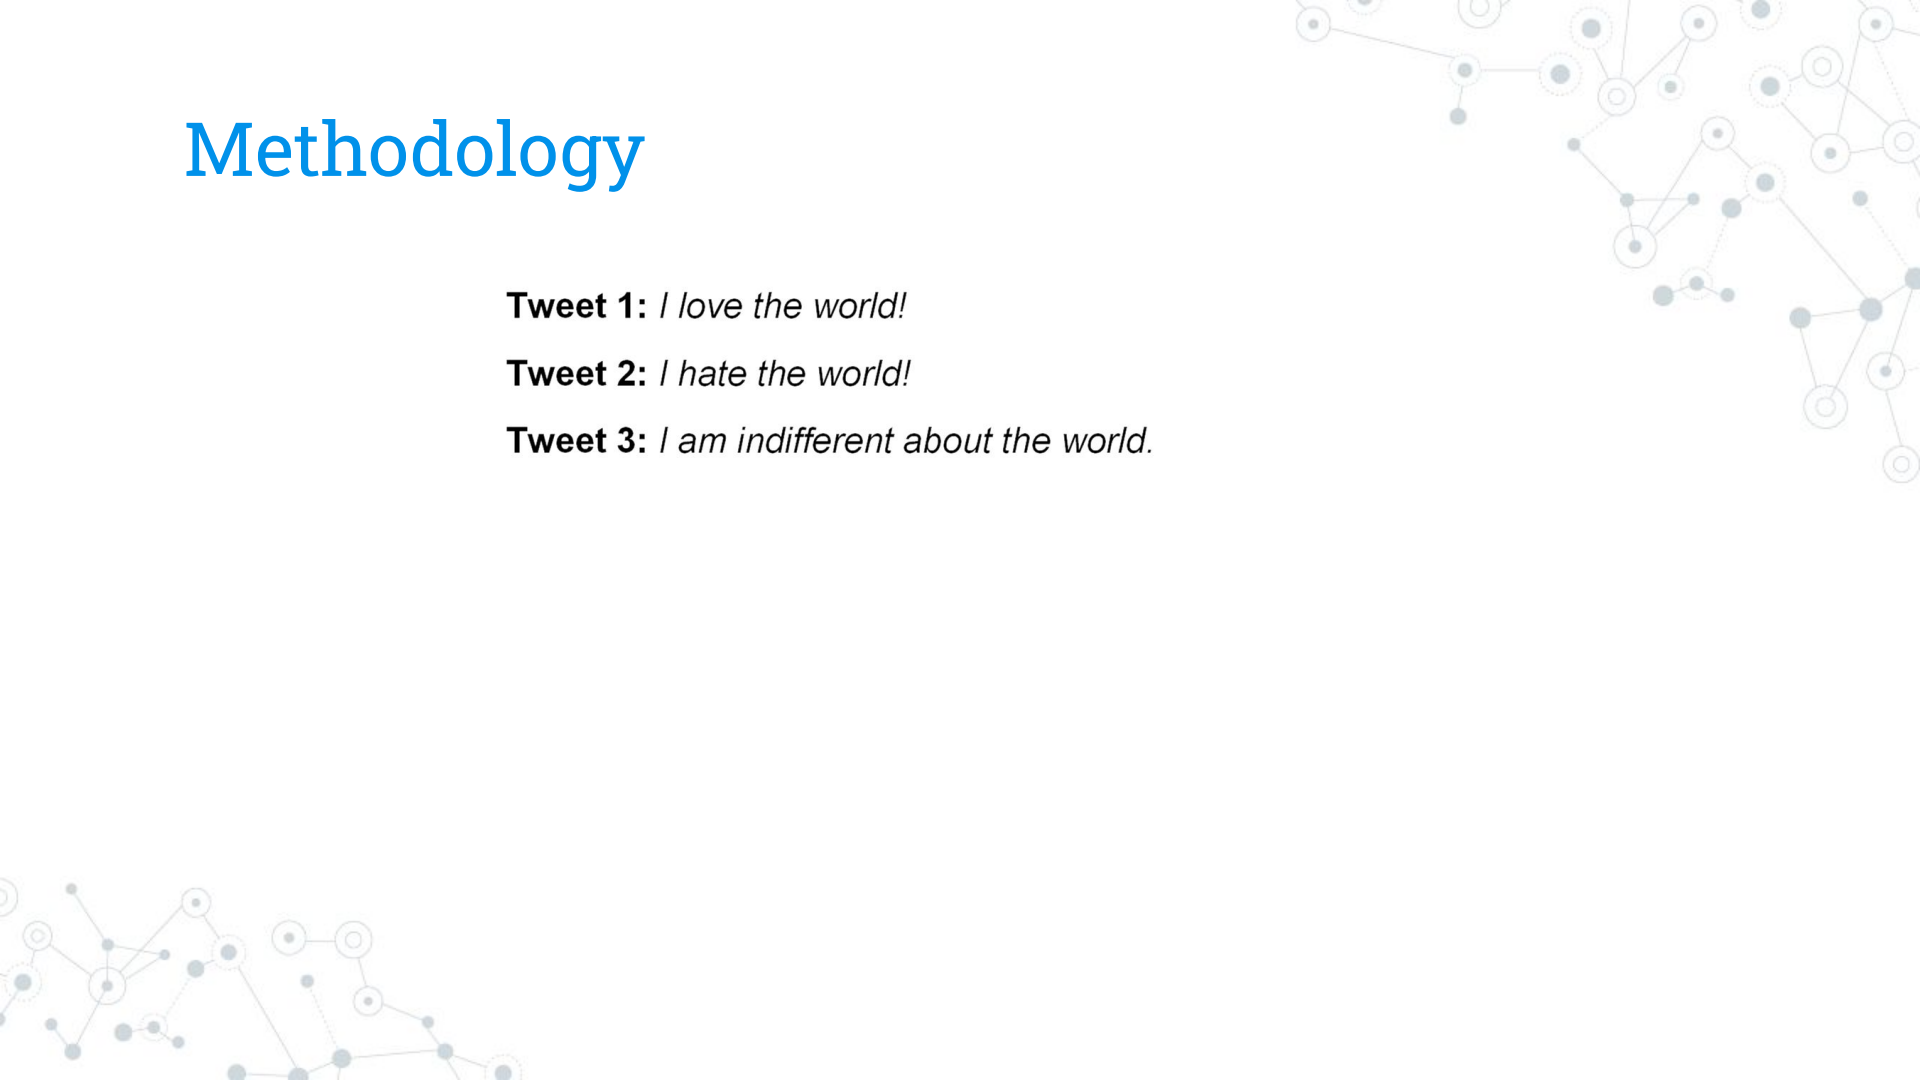 Methodology
Tweet 1: I love the world!
Tweet 2: I hate the world!
Tweet 3: I am indifferent about the world.